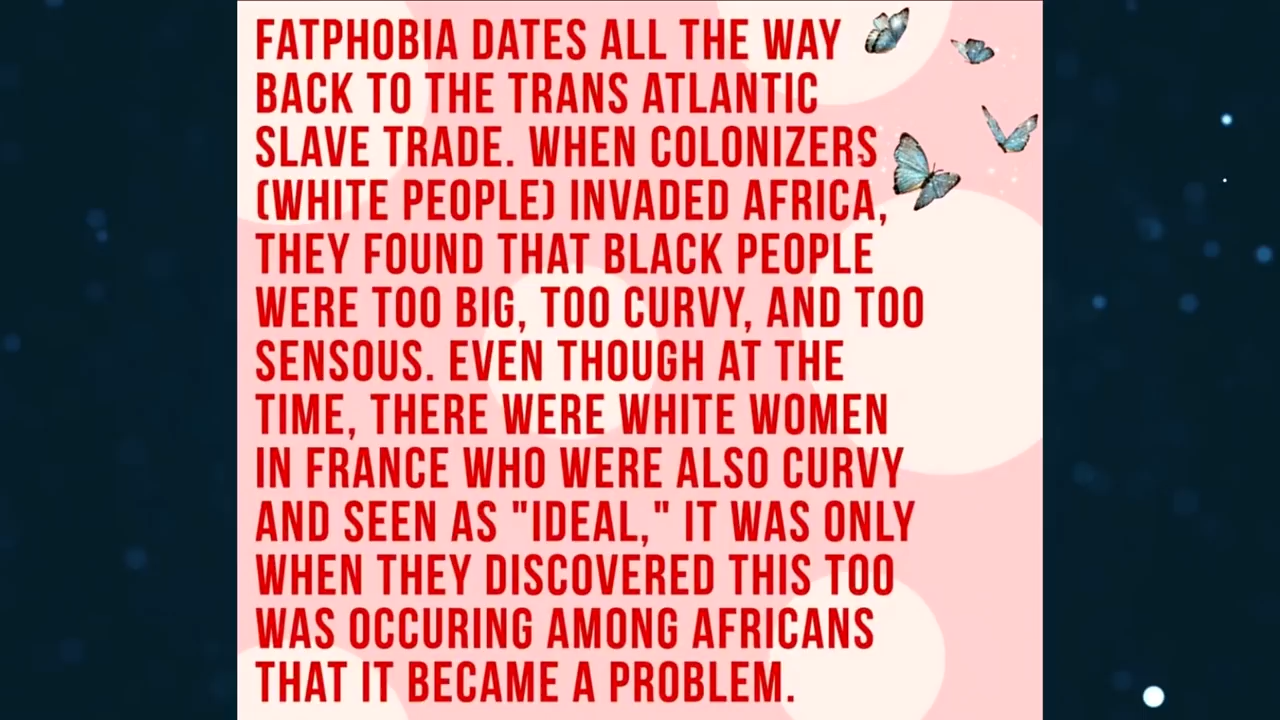 FATPHOBIA DATES ALL THE WAY
BACK TO THE TRANS ATLANTIC
SLAVE TRADE. WHEN COLONIZERS
(WHITE PEOPLE) INVADED AFRICA,
THEY FOUND THAT BLACK PEOPLE
WERE TOO BIG, TOO CURVY, AND TOO
SENSOUS. EVEN THOUGH AT THE
TIME, THERE WERE WHITE WOMEN
IN FRANCE WHO WERE ALSO CURVY
AND SEEN AS "IDEAL," IT WAS ONLY
WHEN THEY DISCOVERED THIS TOO
WAS OCCURING AMONG AFRICANS
THAT IT BECAME A PROBLEM.